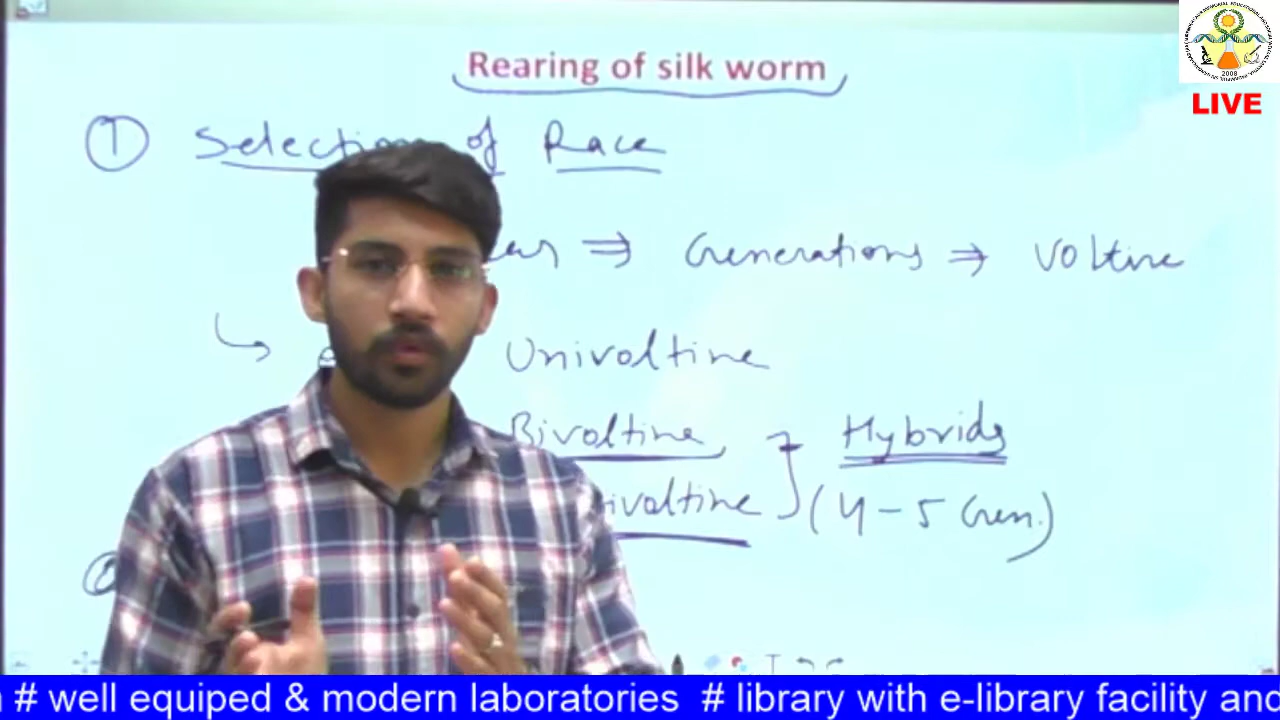 Rearing of silk worm
LIVE
2008
① Selection of Race
⇒ Generations ⇒ Voltine
Univoltine
Bivoltine, Hybrids
ivoltine (4-5 Gen.)
# well equiped & modern laboratories # library with e-library facility and